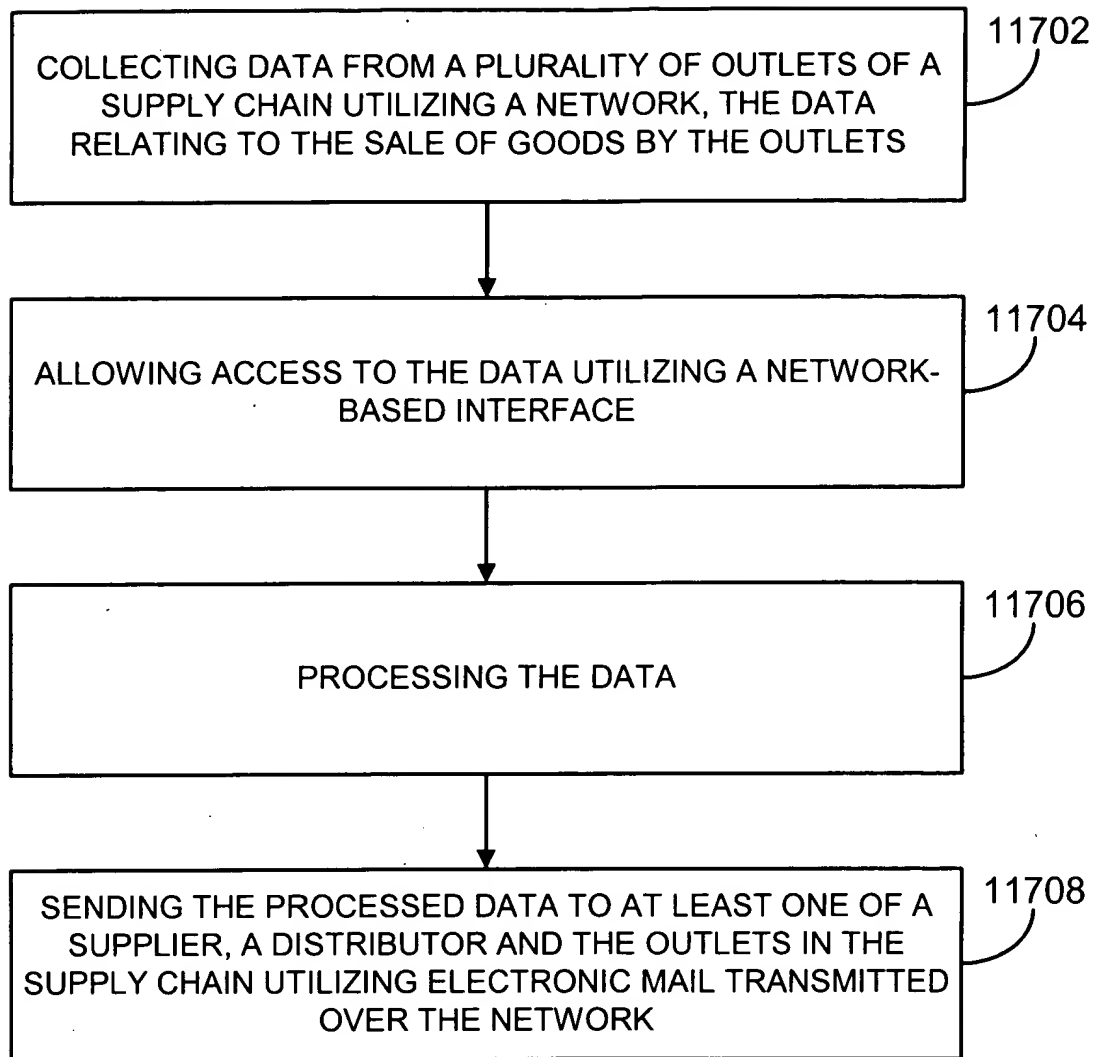 11702
COLLECTING DATA FROM A PLURALITY OF OUTLETS OF A
SUPPLY CHAIN UTILIZING A NETWORK, THE DATA
RELATING TO THE SALE OF GOODS BY THE OUTLETS
11704
ALLOWING ACCESS TO THE DATA UTILIZING A NETWORK-
BASED INTERFACE
11706
PROCESSING THE DATA
11708
SENDING THE PROCESSED DATA TO AT LEAST ONE OF A
SUPPLIER, A DISTRIBUTOR AND THE OUTLETS IN THE
SUPPLY CHAIN UTILIZING ELECTRONIC MAIL TRANSMITTED
OVER THE NETWORK